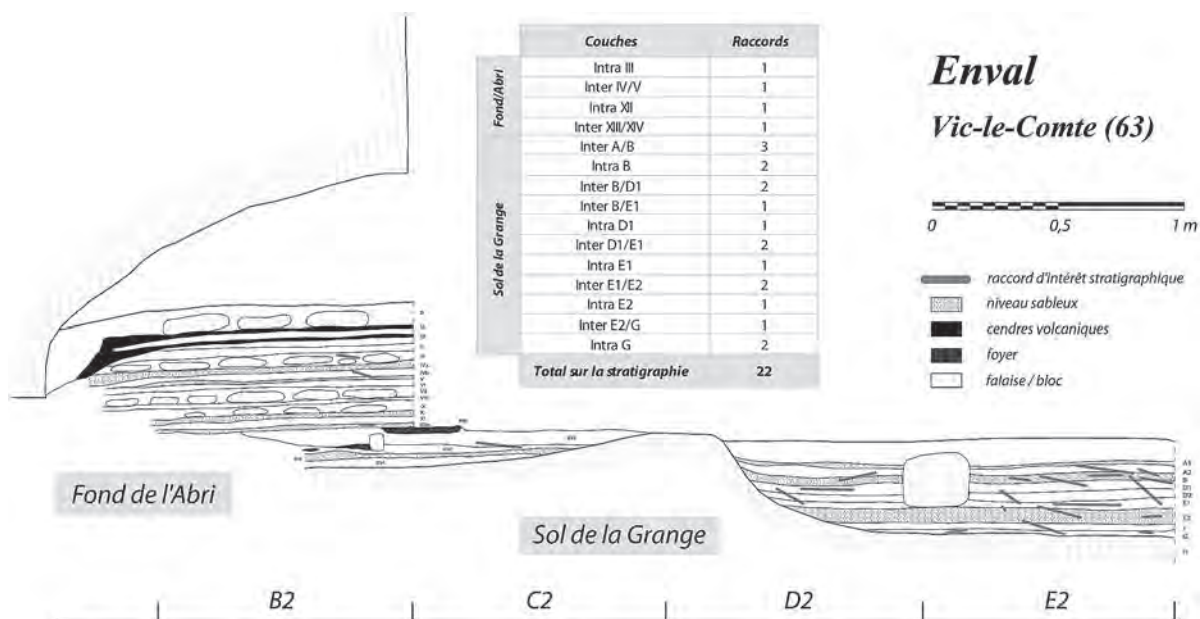 Couches Raccords
Fond/Abri
Intra III 1
Inter IV/V 1
Intra XII 1
Inter XIII/XIV 1
Sol de la Grange
Inter A/B 3
Intra B 2
Inter B/D1 2
Inter B/E1 1
Intra D1 1
Inter D1/E1 2
Intra E1 1
Inter E1/E2 2
Intra E2 1
Inter E2/G 1
Intra G 2
Total sur la stratigraphie 22
Enval
Vic-le-Comte (63)
0 0,5 1 m
raccord d'intérêt stratigraphique
niveau sableux
cendres volcaniques
foyer
falaise / bloc
Fond de l'Abri
Sol de la Grange
B2 C2 D2 E2